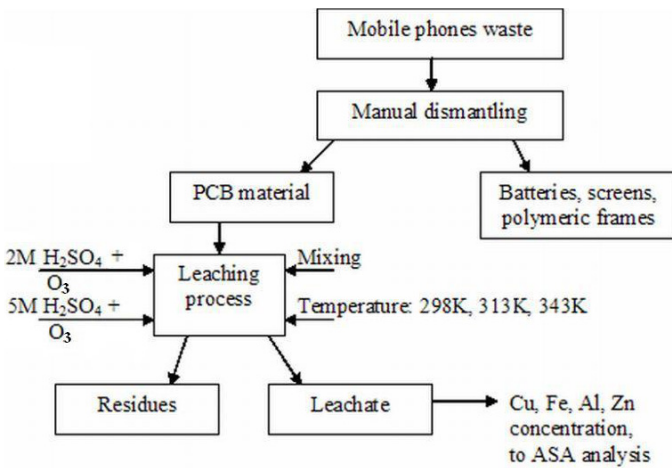 Mobile phones waste
Manual dismantling
PCB material
Batteries, screens,
polymeric frames
2M H₂SO₄ +
O₃
Leaching
process
Mixing
5M H₂SO₄ +
O₃
Temperature: 298K, 313K, 343K
Residues
Leachate
Cu, Fe, Al, Zn
concentration,
to ASA analysis